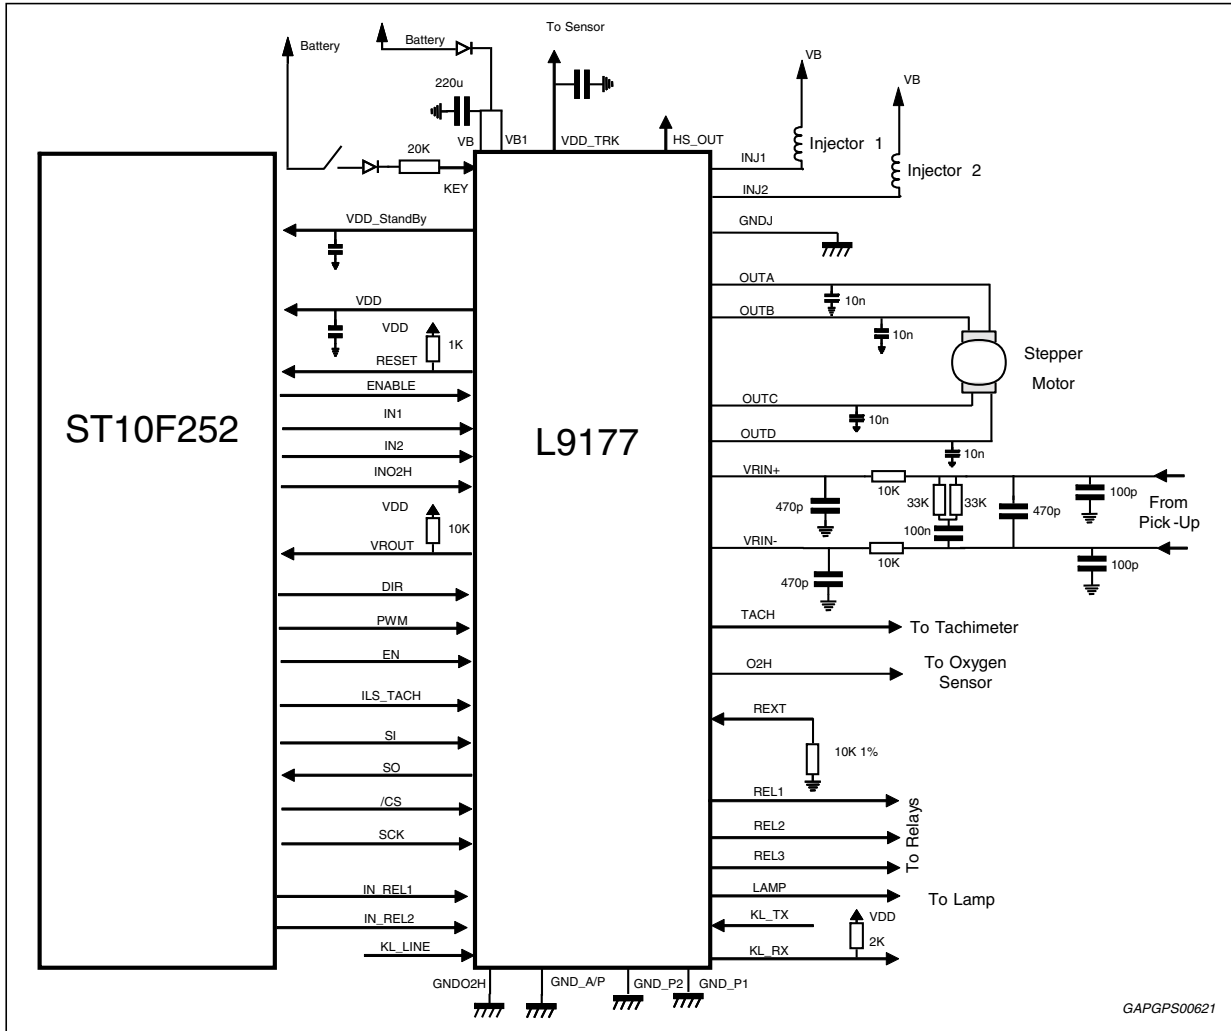 To Sensor
Battery
Battery
VB
VB
220u
VB
VB1
VDD_TRK
HS_OUT
20K
KEY
INJ1
Injector 1
INJ2
Injector 2
VDD_StandBy
GNDJ
OUTA
10n
VDD
OUTB
10n
VDD
1K
RESET
Stepper
Motor
ENABLE
OUTC
10n
IN1
ST10F252
L9177
OUTD
10n
IN2
INO2H
VRIN+
10K
33K
33K
470p
470p
100p
From
Pick-Up
VDD
10K
100n
VROUT
VRIN-
10K
470p
100p
DIR
PWM
TACH
To Tachimeter
EN
O2H
To Oxygen
Sensor
ILS_TACH
REXT
10K 1%
SI
SO
/CS
REL1
SCK
REL2
REL3
To Relays
IN_REL1
LAMP
To Lamp
IN_REL2
KL_TX
VDD
2K
KL_LINE
KL_RX
GNDO2H
GND_A/P
GND_P2
GND_P1
GAPGPS00621